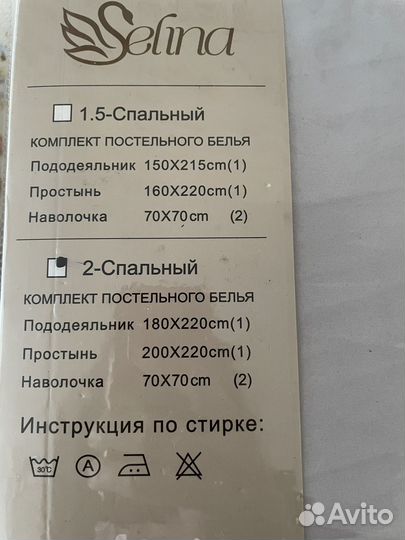 Selina
1.5-Спальный
КОМПЛЕКТ ПОСТЕЛЬНОГО БЕЛЬЯ
Пододеяльник 150X215cm(1)
Простынь 160X220cm(1)
Наволочка 70X70cm (2)
2-Спальный
КОМПЛЕКТ ПОСТЕЛЬНОГО БЕЛЬЯ
Пододеяльник 180X220cm(1)
Простынь 200X220cm(1)
Наволочка 70X70cm (2)
Инструкция по стирке:
30°C A
Avito